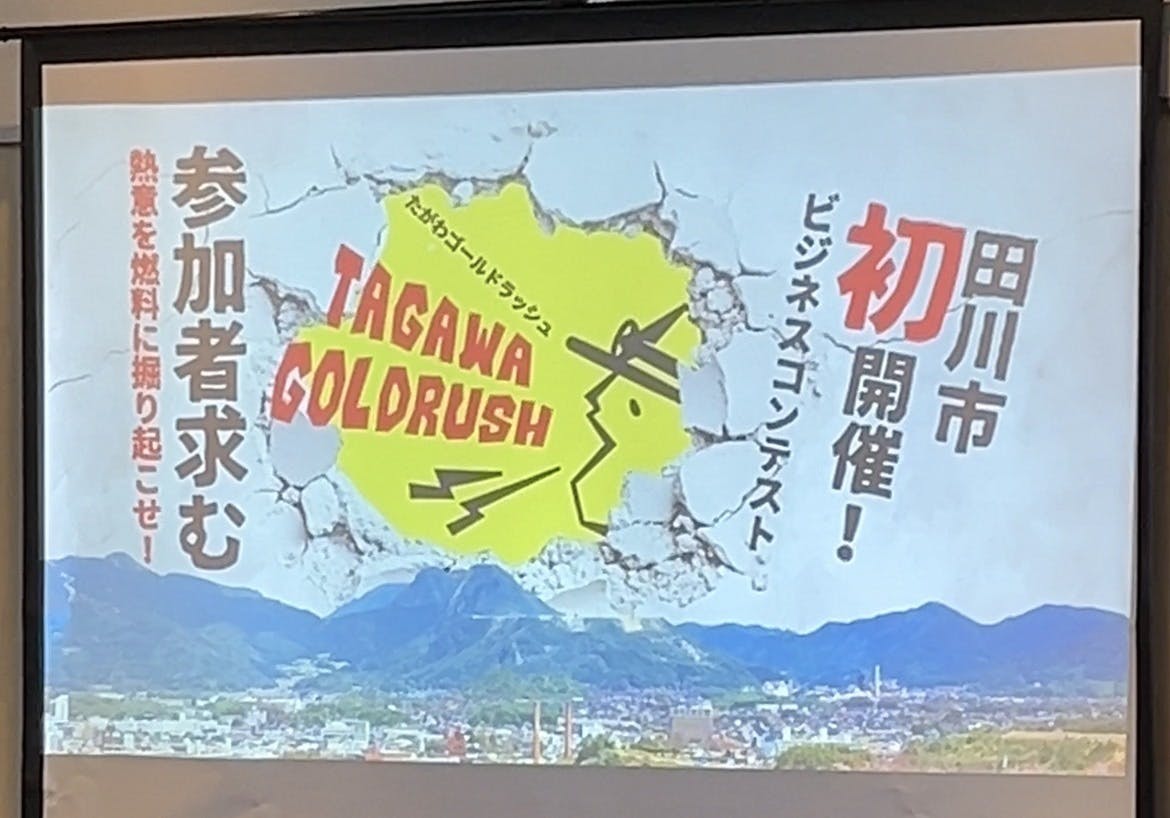 田川市
初開催！
ビジネスコンテスト
たがわゴールドラッシュ
TAGAWA
GOLDRUSH
参加者求む
熱意を燃料に掘り起こせ！